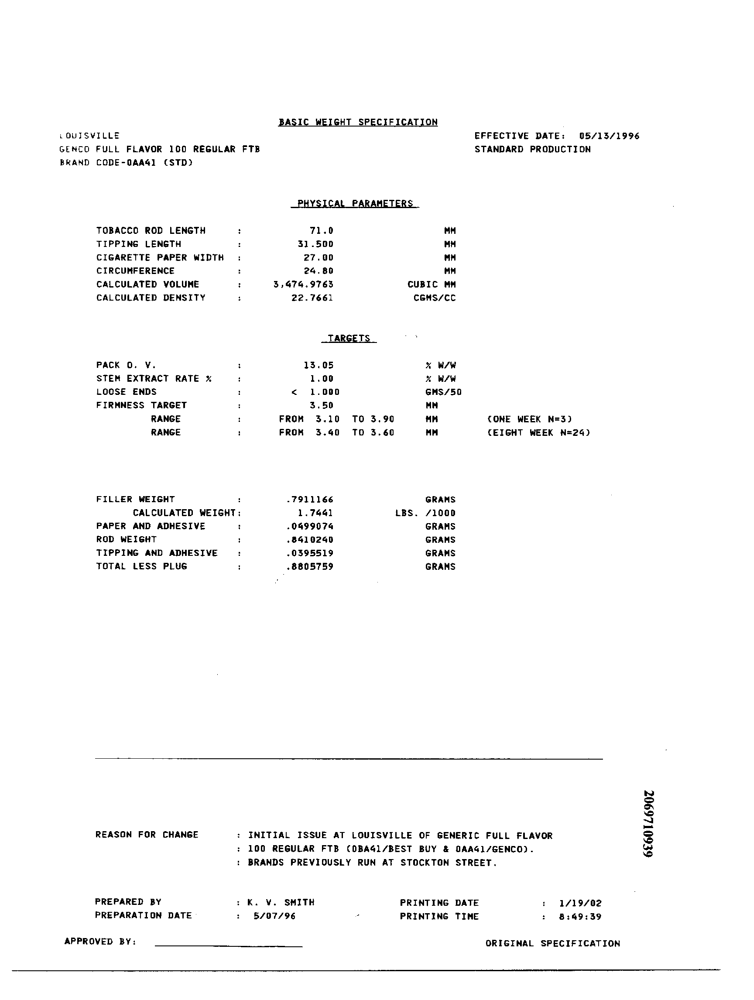 BASIC WEIGHT SPECIFICATION
LOUISVILLE EFFECTIVE DATE: 05/13/1996
GENCO FULL FLAVOR 100 REGULAR FTB STANDARD PRODUCTION
BRAND CODE-0AA41 (STD)
PHYSICAL PARAMETERS
TOBACCO ROD LENGTH : 71.0 MM
TIPPING LENGTH : 31.500 MM
CIGARETTE PAPER WIDTH : 27.00 MM
CIRCUMFERENCE : 24.80 MM
CALCULATED VOLUME : 3,474.9763 CUBIC MM
CALCULATED DENSITY : 22.7661 CGMS/CC
TARGETS
PACK O. V. : 13.05 % W/W
STEM EXTRACT RATE % : 1.00 % W/W
LOOSE ENDS : < 1.000 GMS/50
FIRMNESS TARGET : 3.50 MM
RANGE : FROM 3.10 TO 3.90 MM (ONE WEEK N=3)
RANGE : FROM 3.40 TO 3.60 MM (EIGHT WEEK N=24)
FILLER WEIGHT : .7911166 GRAMS
CALCULATED WEIGHT: 1.7441 LBS. /1000
PAPER AND ADHESIVE : .0499074 GRAMS
ROD WEIGHT : .8410240 GRAMS
TIPPING AND ADHESIVE : .0395519 GRAMS
TOTAL LESS PLUG : .8805759 GRAMS
2069710939
REASON FOR CHANGE : INITIAL ISSUE AT LOUISVILLE OF GENERIC FULL FLAVOR
: 100 REGULAR FTB (0BA41/BEST BUY & 0AA41/GENCO).
: BRANDS PREVIOUSLY RUN AT STOCKTON STREET.
PREPARED BY : K. V. SMITH PRINTING DATE : 1/19/02
PREPARATION DATE : 5/07/96 PRINTING TIME : 8:49:39
APPROVED BY: ORIGINAL SPECIFICATION